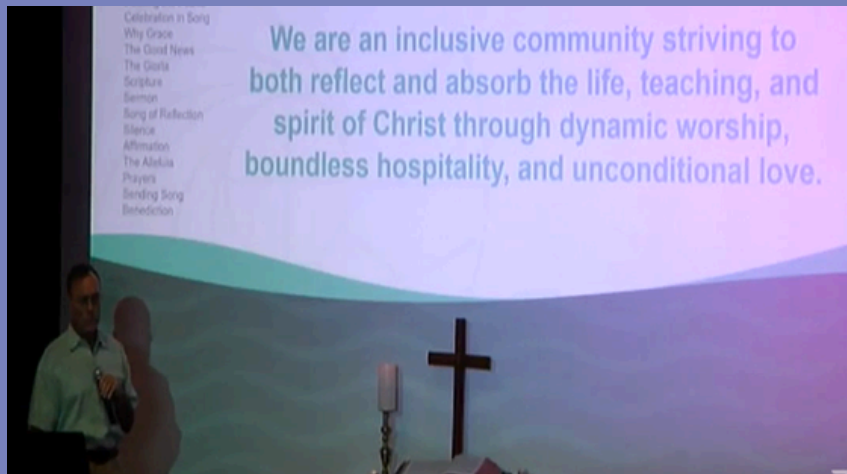 Celebration in Song
Why Grace
The Good News
The Gloria
Scripture
Sermon
Song of Reflection
Silence
Affirmation
The Alleluia
Prayers
Sending Song
Benediction
We are an inclusive community striving to
both reflect and absorb the life, teaching, and
spirit of Christ through dynamic worship,
boundless hospitality, and unconditional love.